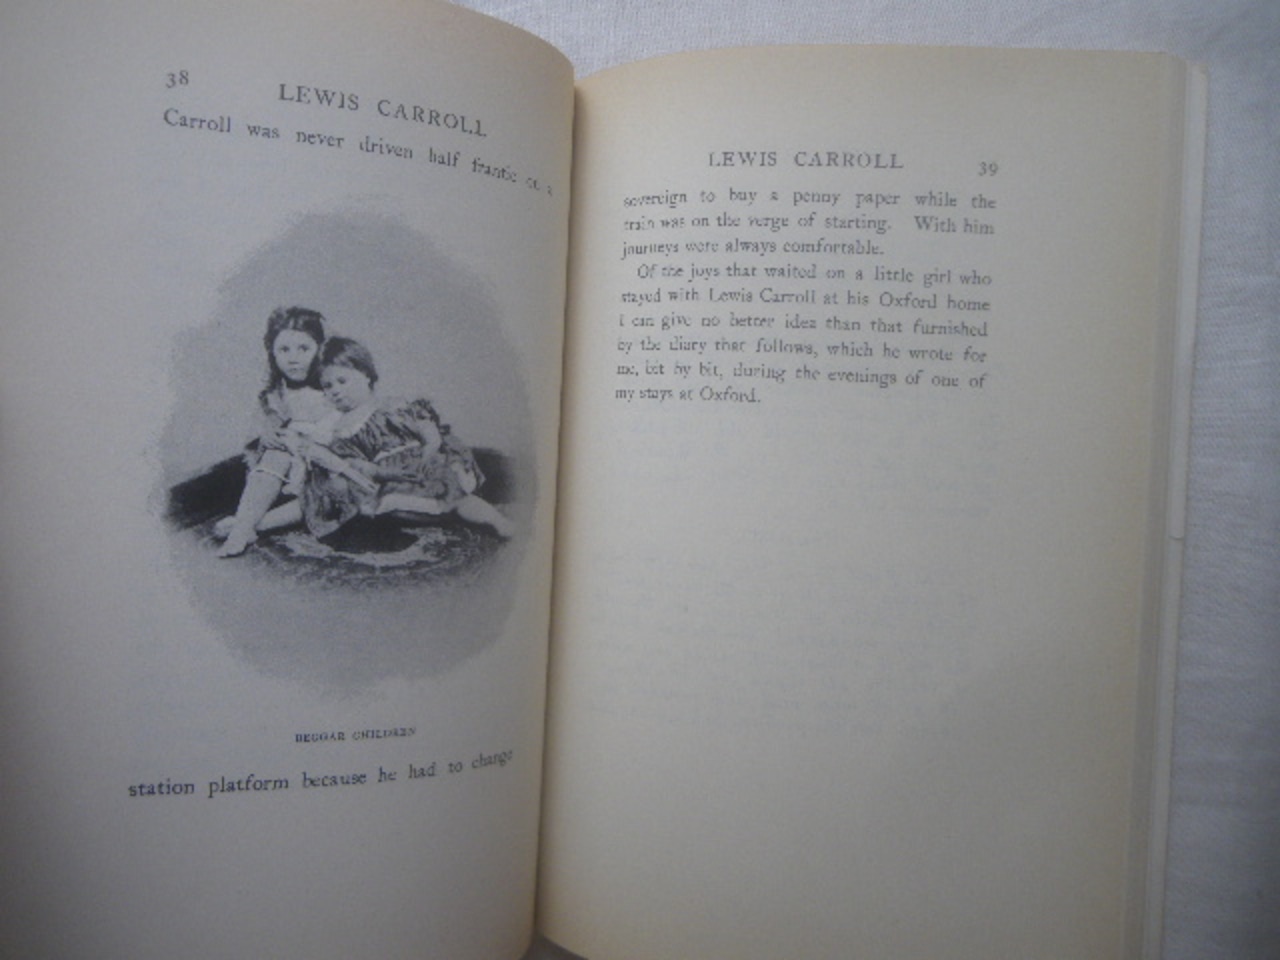 38
LEWIS CARROLL
Carroll was never driven half frantic on a
BEGGAR CHILDREN
station platform because he had to change
LEWIS CARROLL 39
sovereign to buy a penny paper while the
train was on the verge of starting. With him
journeys were always comfortable.
Of the joys that waited on a little girl who
stayed with Lewis Carroll at his Oxford home
I can give no better idea than that furnished
by the diary that follows, which he wrote for
me, bit by bit, during the evenings of one of
my stays at Oxford.